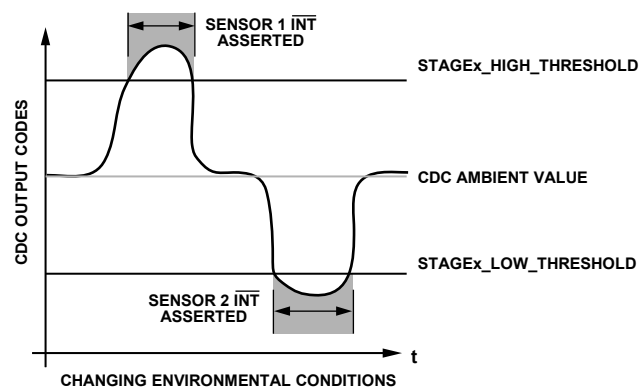 SENSOR 1 INT
ASSERTED
STAGEx_HIGH_THRESHOLD
CDC OUTPUT CODES
CDC AMBIENT VALUE
STAGEx_LOW_THRESHOLD
SENSOR 2 INT
ASSERTED
t
CHANGING ENVIRONMENTAL CONDITIONS